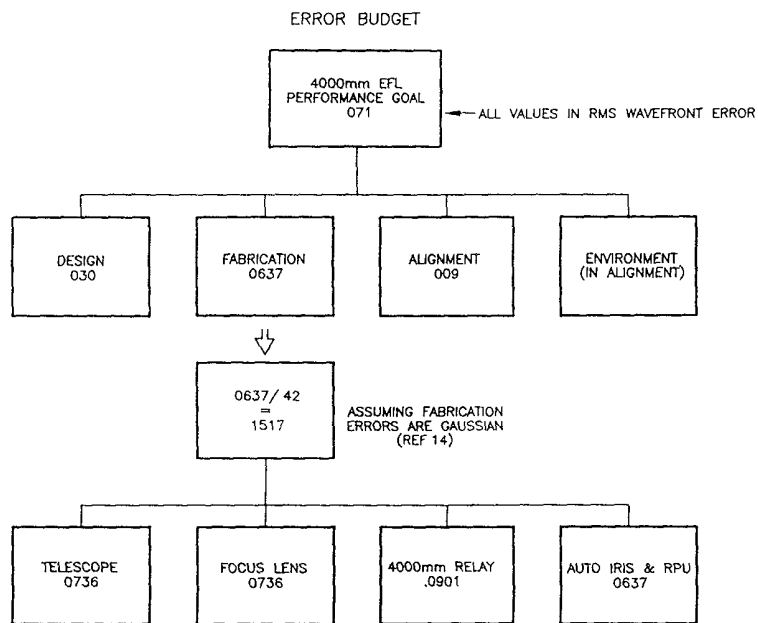 ERROR BUDGET
4000mm EFL
PERFORMANCE GOAL
071
ALL VALUES IN RMS WAVEFRONT ERROR
DESIGN
030
FABRICATION
0637
ALIGNMENT
009
ENVIRONMENT
(IN ALIGNMENT)
0637/ 42
=
1517
ASSUMING FABRICATION
ERRORS ARE GAUSSIAN
(REF 14)
TELESCOPE
0736
FOCUS LENS
0736
4000mm RELAY
.0901
AUTO IRIS & RPU
0637